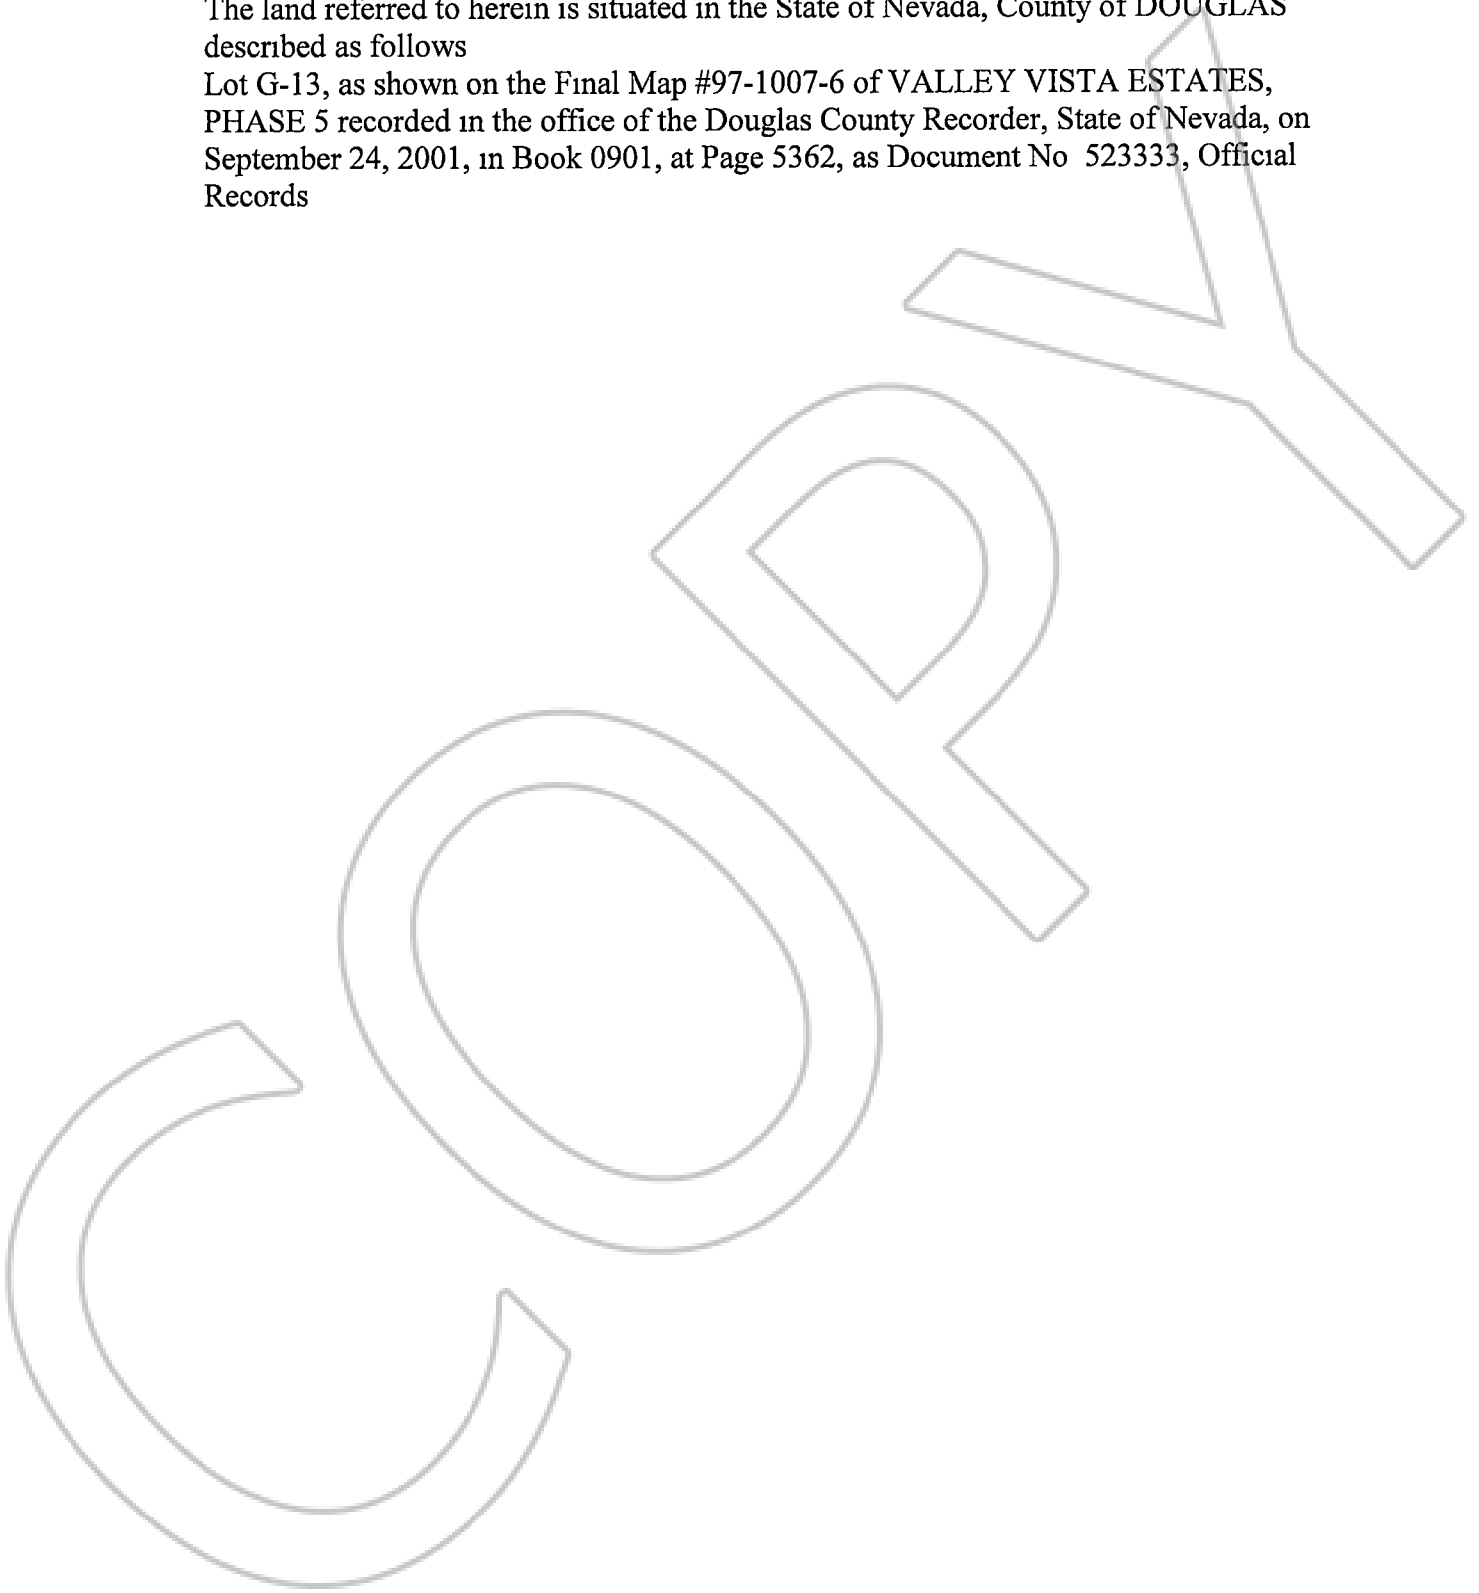 The land referred to herein is situated in the State of Nevada, County of DOUGLAS
described as follows
Lot G-13, as shown on the Final Map #97-1007-6 of VALLEY VISTA ESTATES,
PHASE 5 recorded in the office of the Douglas County Recorder, State of Nevada, on
September 24, 2001, in Book 0901, at Page 5362, as Document No 523333, Official
Records
COPY